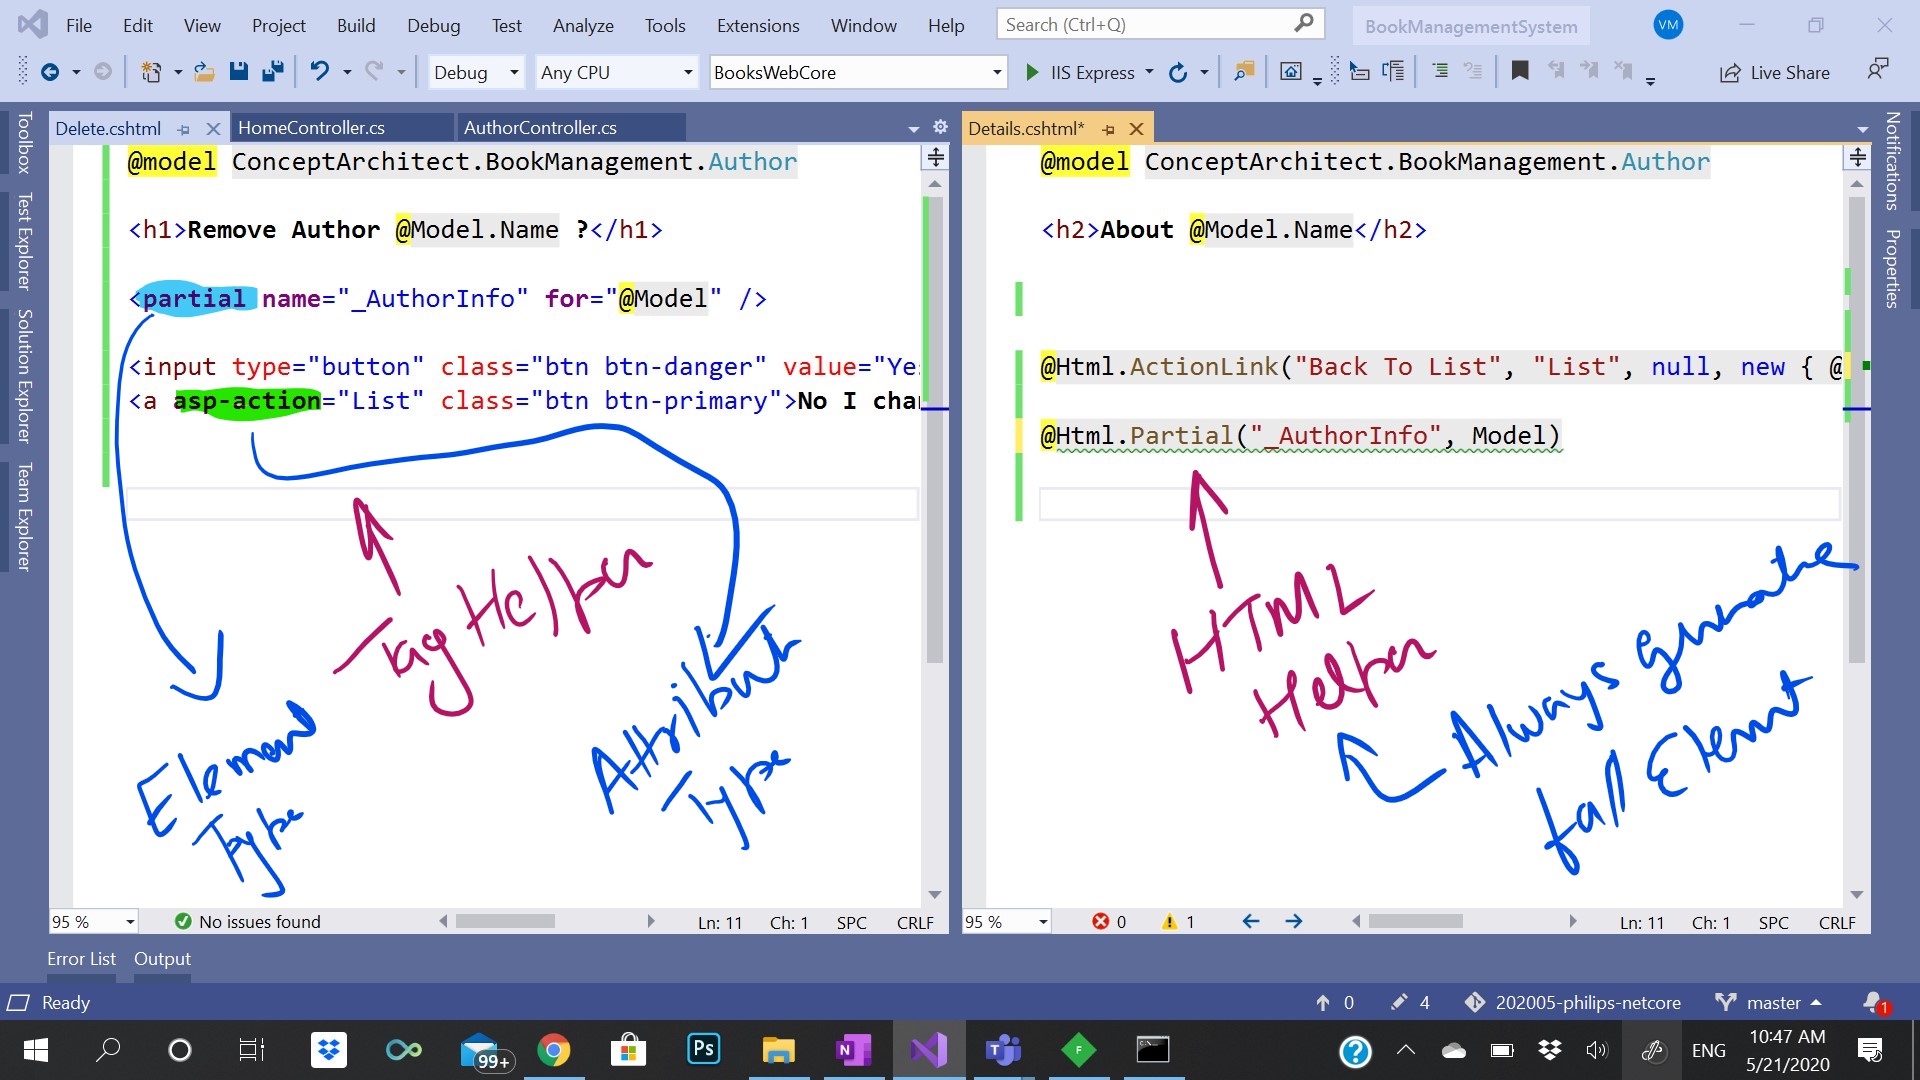 File Edit View Project Build Debug Test Analyze Tools Extensions Window Help Search (Ctrl+Q) BookManagementSystem VM
Debug Any CPU BooksWebCore IIS Express Live Share
Toolbox
Test Explorer
Solution Explorer
Team Explorer
Delete.cshtml HomeController.cs AuthorController.cs
@model ConceptArchitect.BookManagement.Author
<h1>Remove Author @Model.Name ?</h1>
<partial name="_AuthorInfo" for="@Model" />
<input type="button" class="btn btn-danger" value="Ye
<a asp-action="List" class="btn btn-primary">No I cha
Tag Helper
Element
Type
Attribute
Type
95 % No issues found Ln: 11 Ch: 1 SPC CRLF
Details.cshtml*
@model ConceptArchitect.BookManagement.Author
<h2>About @Model.Name</h2>
@Html.ActionLink("Back To List", "List", null, new { @
@Html.Partial("_AuthorInfo", Model)
HTML
Helper
Always generate
full Element
95 % 0 1 Ln: 11 Ch: 1 SPC CRLF
Notifications
Properties
Error List Output
Ready 0 4 202005-philips-netcore master 1
99+ Ps N F ENG 10:47 AM
5/21/2020